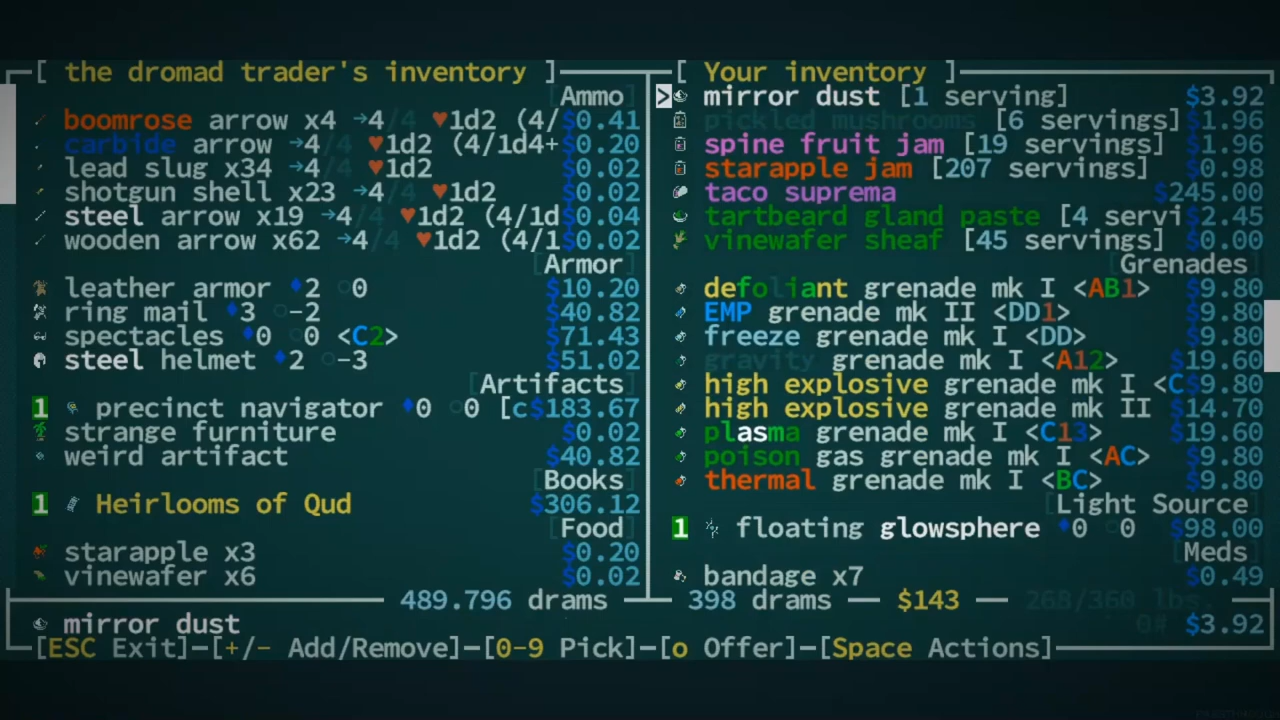 [ the dromad trader's inventory ]
[ Ammo ]
boomrose arrow x4 →4/4 ♥1d2 (4/ $0.41
carbide arrow →4/4 ♥1d2 (4/1d4+ $0.20
lead slug x34 →4/4 ♥1d2 $0.02
shotgun shell x23 →4/4 ♥1d2 $0.02
steel arrow x19 →4/4 ♥1d2 (4/1d $0.04
wooden arrow x62 →4/4 ♥1d2 (4/1 $0.02
[ Armor ]
leather armor ♦2 ○0 $10.20
ring mail ♦3 ○-2 $40.82
spectacles ♦0 ○0 <C2> $71.43
steel helmet ♦2 ○-3 $51.02
[ Artifacts ]
1 precinct navigator ♦0 ○0 [c $183.67
strange furniture $0.02
weird artifact $40.82
[ Books ]
1 Heirlooms of Qud $306.12
[ Food ]
starapple x3 $0.20
vinewafer x6 $0.02
489.796 drams
[ Your inventory ]
> mirror dust [1 serving] $3.92
pickled mushrooms [6 servings] $1.96
spine fruit jam [19 servings] $1.96
starapple jam [207 servings] $0.98
taco suprema $245.00
tartbeard gland paste [4 servi $2.45
vinewafer sheaf [45 servings] $0.00
[ Grenades ]
defoliant grenade mk I <AB1> $9.80
EMP grenade mk II <DD1> $9.80
freeze grenade mk I <DD> $9.80
gravity grenade mk I <A12> $19.60
high explosive grenade mk I <C $9.80
high explosive grenade mk II $14.70
plasma grenade mk I <C13> $19.60
poison gas grenade mk I <AC> $9.80
thermal grenade mk I <BC> $9.80
[ Light Source ]
1 floating glowsphere ♦0 ○0 $98.00
[ Meds ]
bandage x7 $0.49
398 drams — $143 — 268/360 lbs.
mirror dust 0# $3.92
[ESC Exit]-[+/- Add/Remove]-[0-9 Pick]-[o Offer]-[Space Actions]